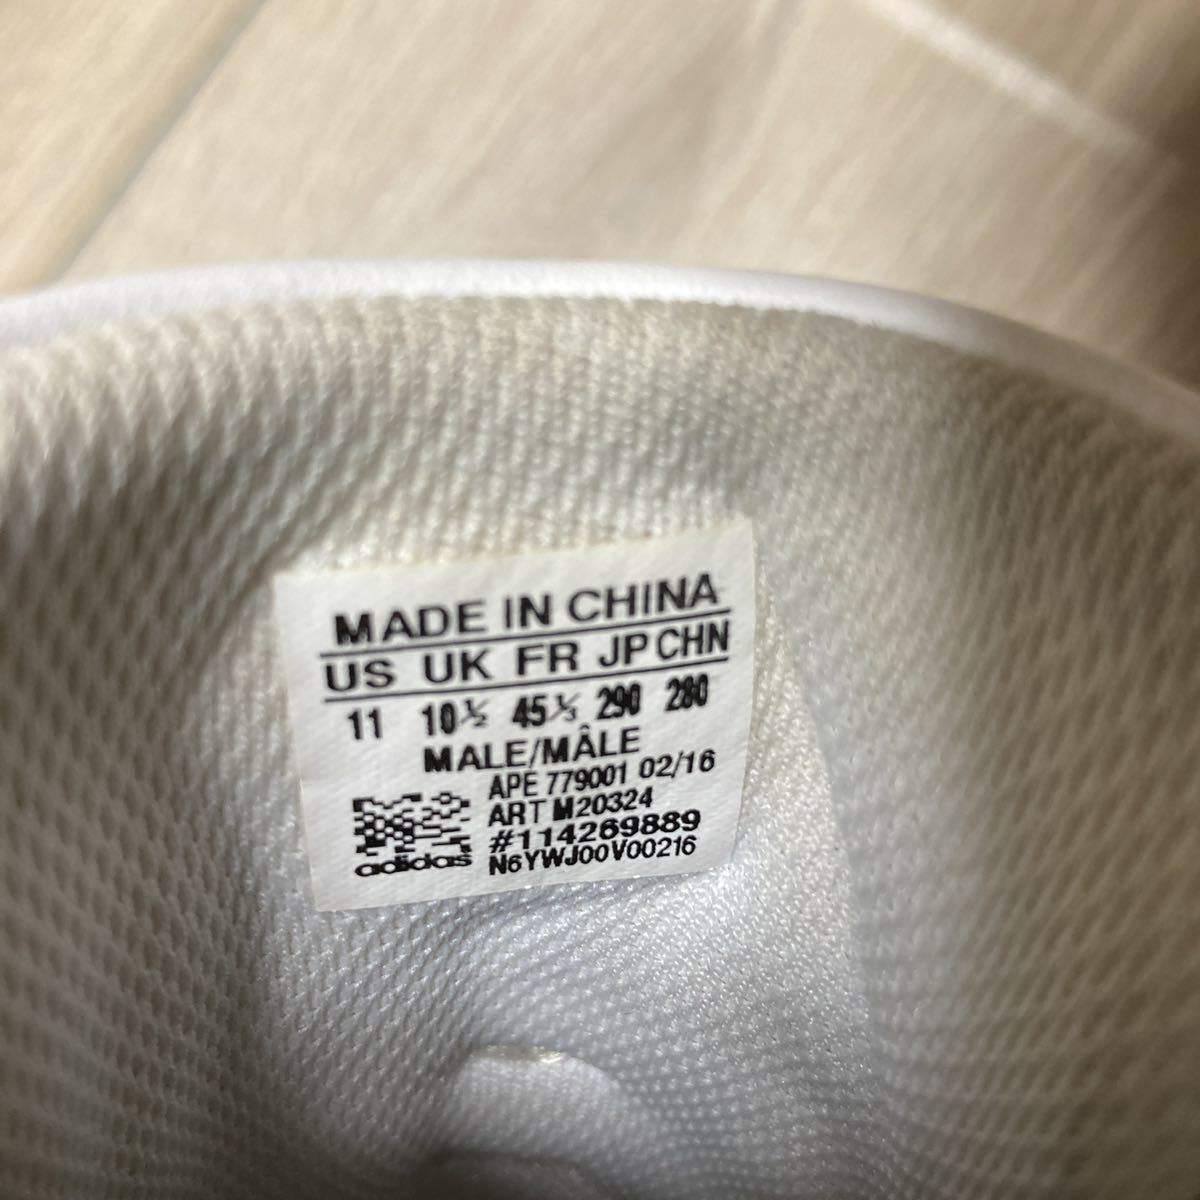 MADE IN CHINA
US UK FR JP CHN
11 10½ 45⅓ 290 280
MALE/MÂLE
APE 779001 02/16
ART M20324
#114269889
adidas N6YWJ00V00216